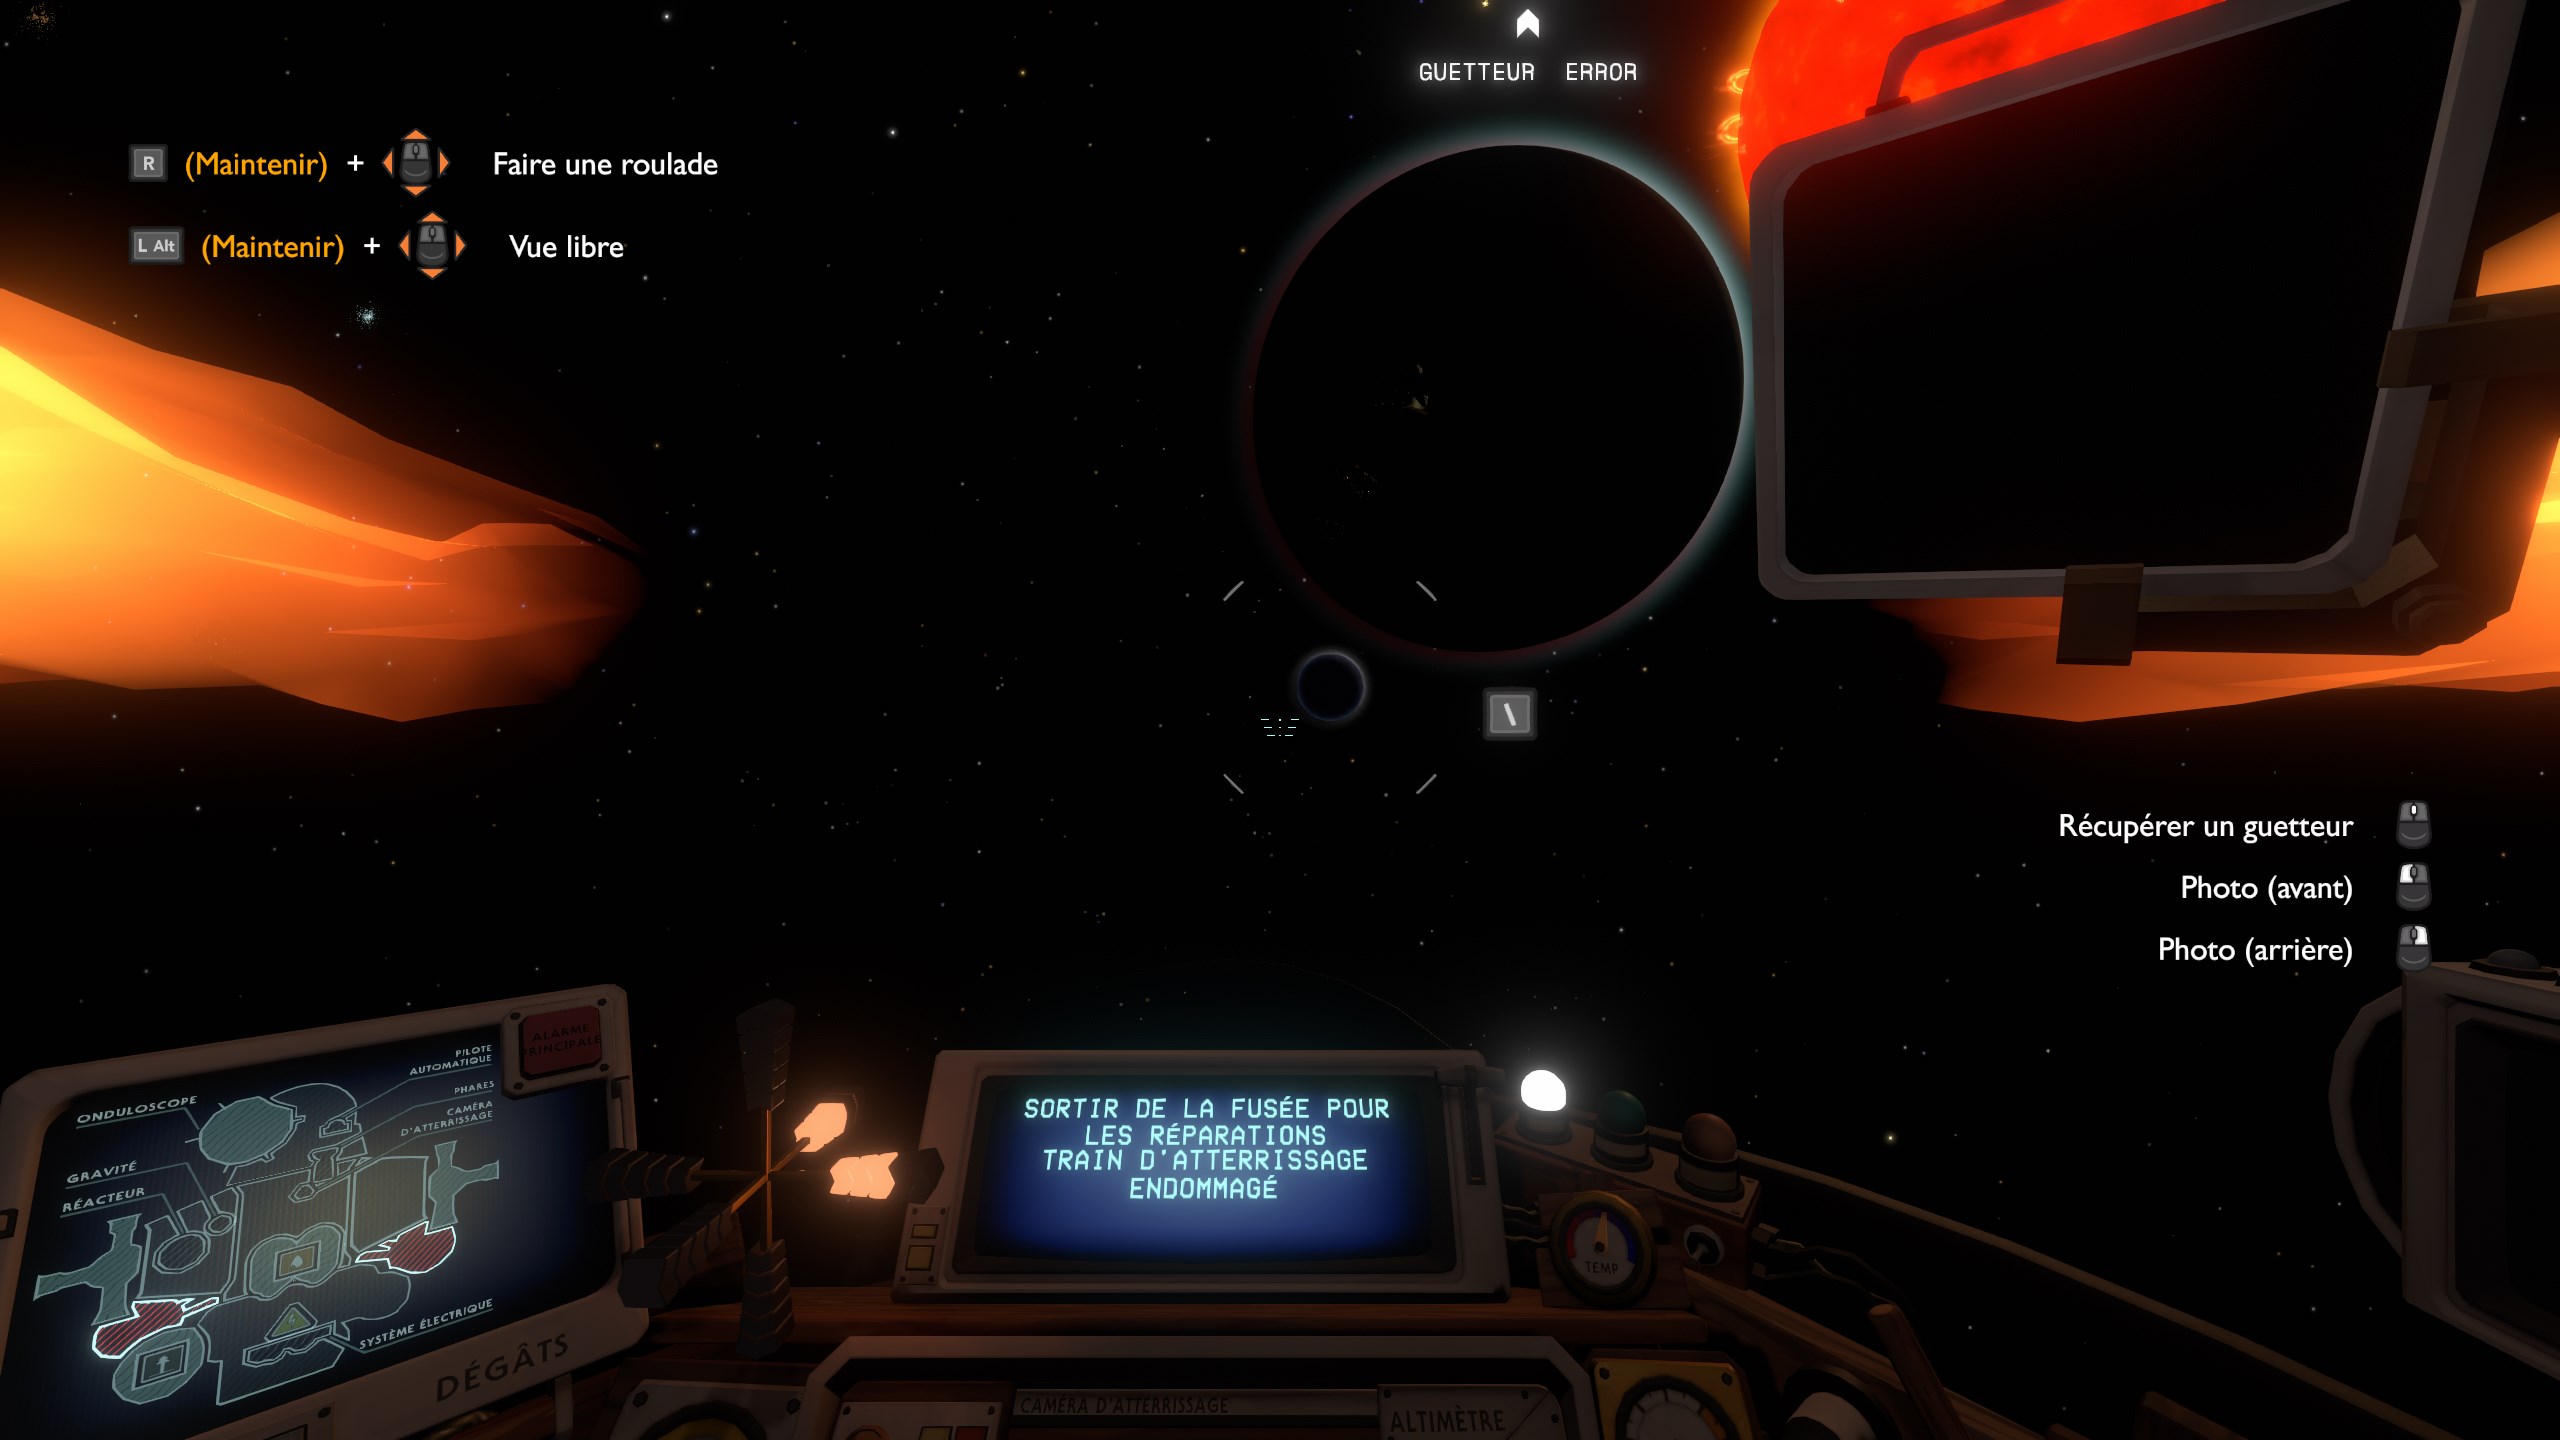 GUETTEUR ERROR
R (Maintenir) + Faire une roulade
L Alt (Maintenir) + Vue libre
\
Récupérer un guetteur
Photo (avant)
Photo (arrière)
ALARME
PRINCIPALE
PILOTE
AUTOMATIQUE
PHARES
CAMÉRA
D'ATTERRISSAGE
ONDULOSCOPE
GRAVITÉ
RÉACTEUR
SYSTÈME ÉLECTRIQUE
DÉGÂTS
SORTIR DE LA FUSÉE POUR
LES RÉPARATIONS
TRAIN D'ATTERRISSAGE
ENDOMMAGÉ
TEMP
CAMÉRA D'ATTERRISSAGE
ALTIMÈTRE